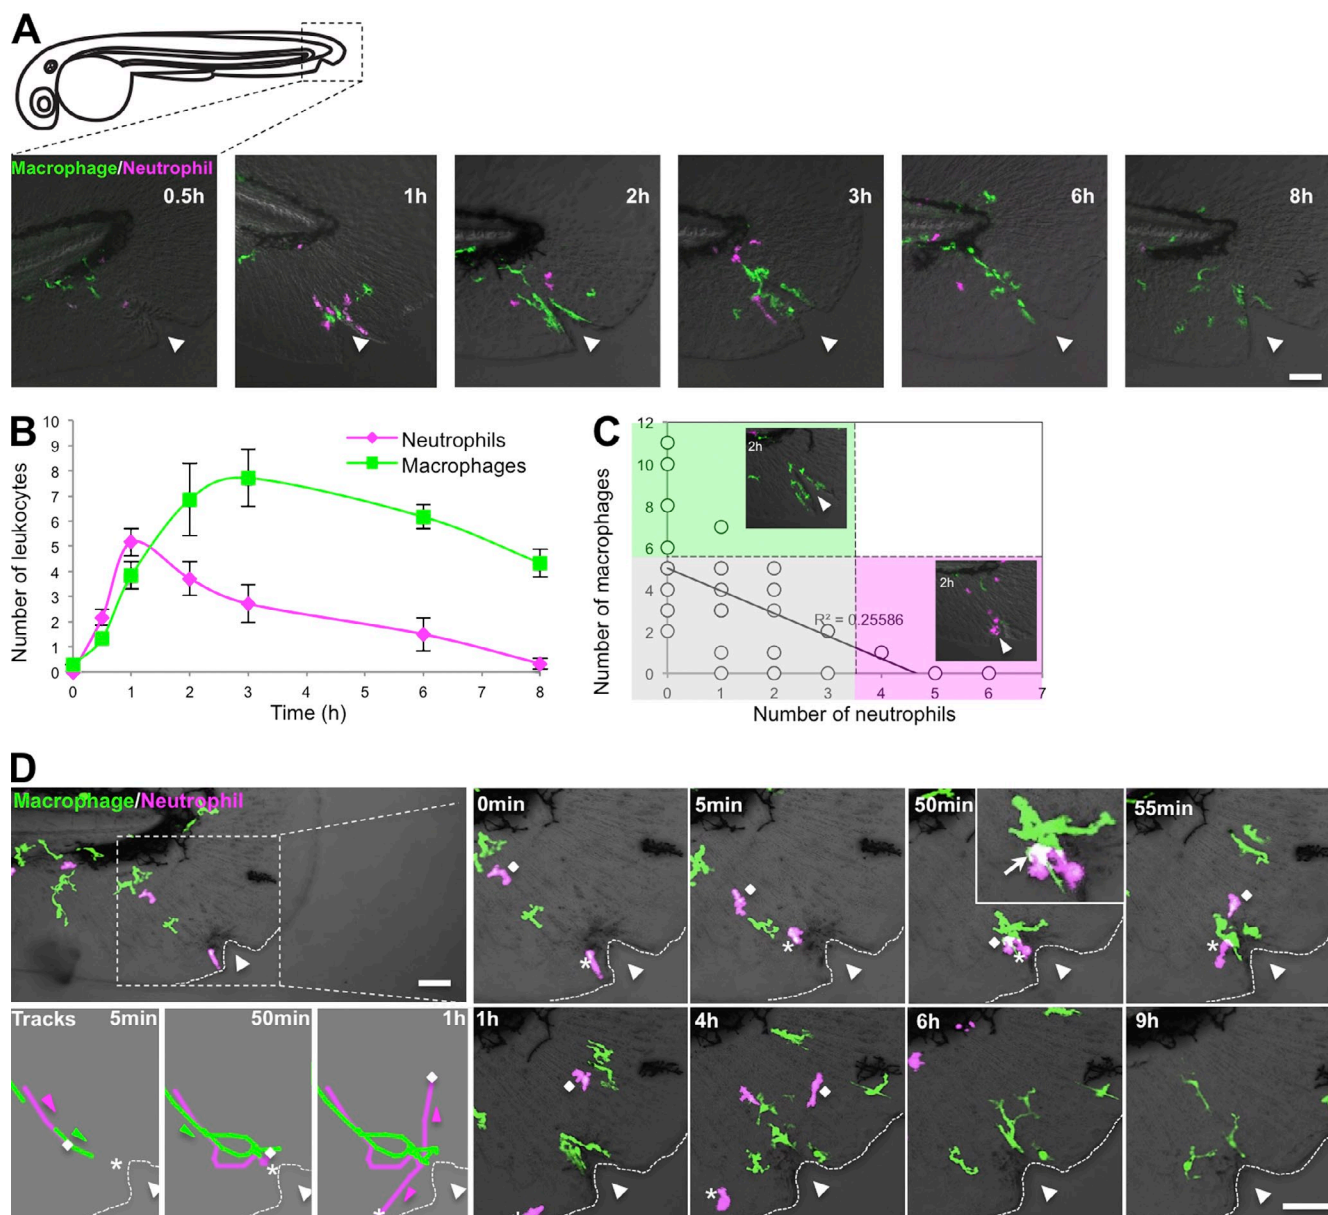 A
Macrophage/Neutrophil
0.5h
1h
2h
3h
6h
8h
B
10
9
8
7
6
5
4
3
2
1
0
0
1
2
3
4
5
6
7
8
Number of leukocytes
Time (h)
Neutrophils
Macrophages
C
12
10
8
6
4
2
0
0
1
2
3
4
5
6
7
Number of macrophages
Number of neutrophils
2h
2h
R² = 0.25586
D
Macrophage/Neutrophil
0min
5min
50min
55min
*
*
*
*
*
Tracks
5min
50min
1h
*
*
*
1h
4h
6h
9h
*
*